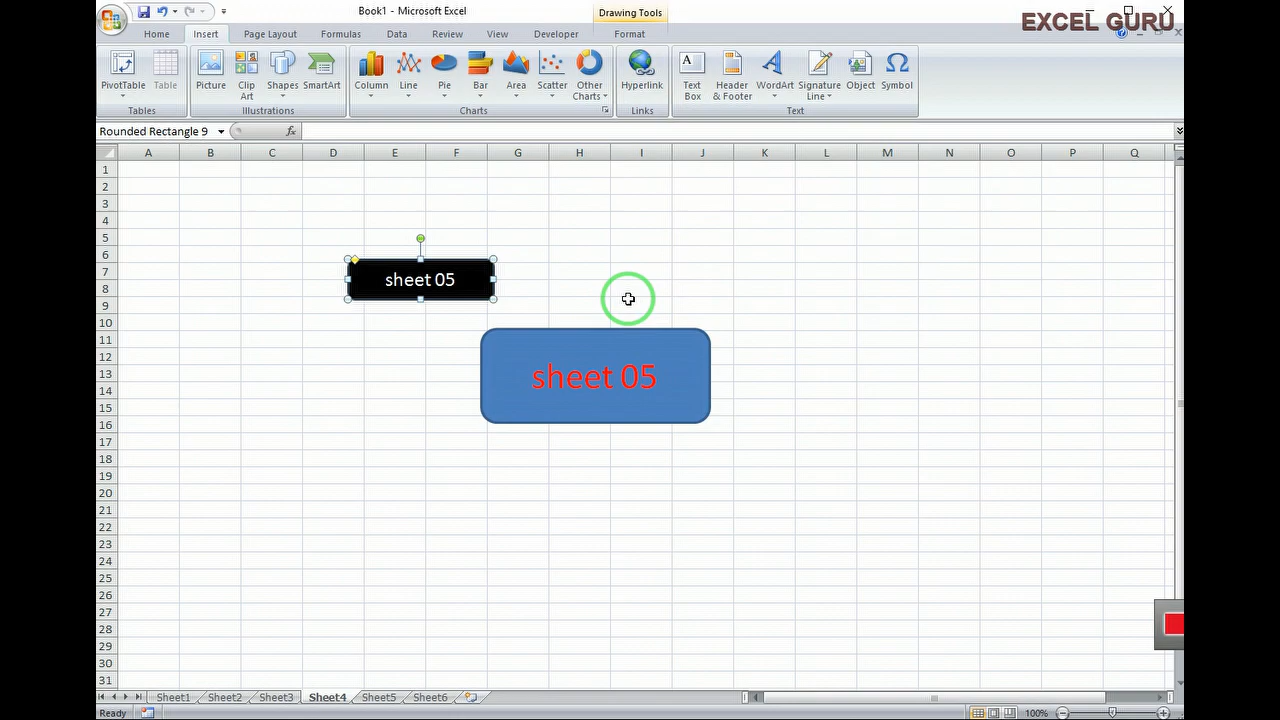 Book1 - Microsoft Excel
Drawing Tools
EXCEL GURU
Home Insert Page Layout Formulas Data Review View Developer Format
PivotTable Table Picture Clip Art Shapes SmartArt Column Line Pie Bar Area Scatter Other Charts Hyperlink Text Box Header & Footer WordArt Signature Line Object Symbol
Tables Illustrations Charts Links Text
Rounded Rectangle 9 fx
A B C D E F G H I J K L M N O P Q
1
2
3
4
5
6
7
sheet 05
8
9
10
11
12
13
sheet 05
14
15
16
17
18
19
20
21
22
23
24
25
26
27
28
29
30
31
Sheet1 Sheet2 Sheet3 Sheet4 Sheet5 Sheet6
Ready 100%